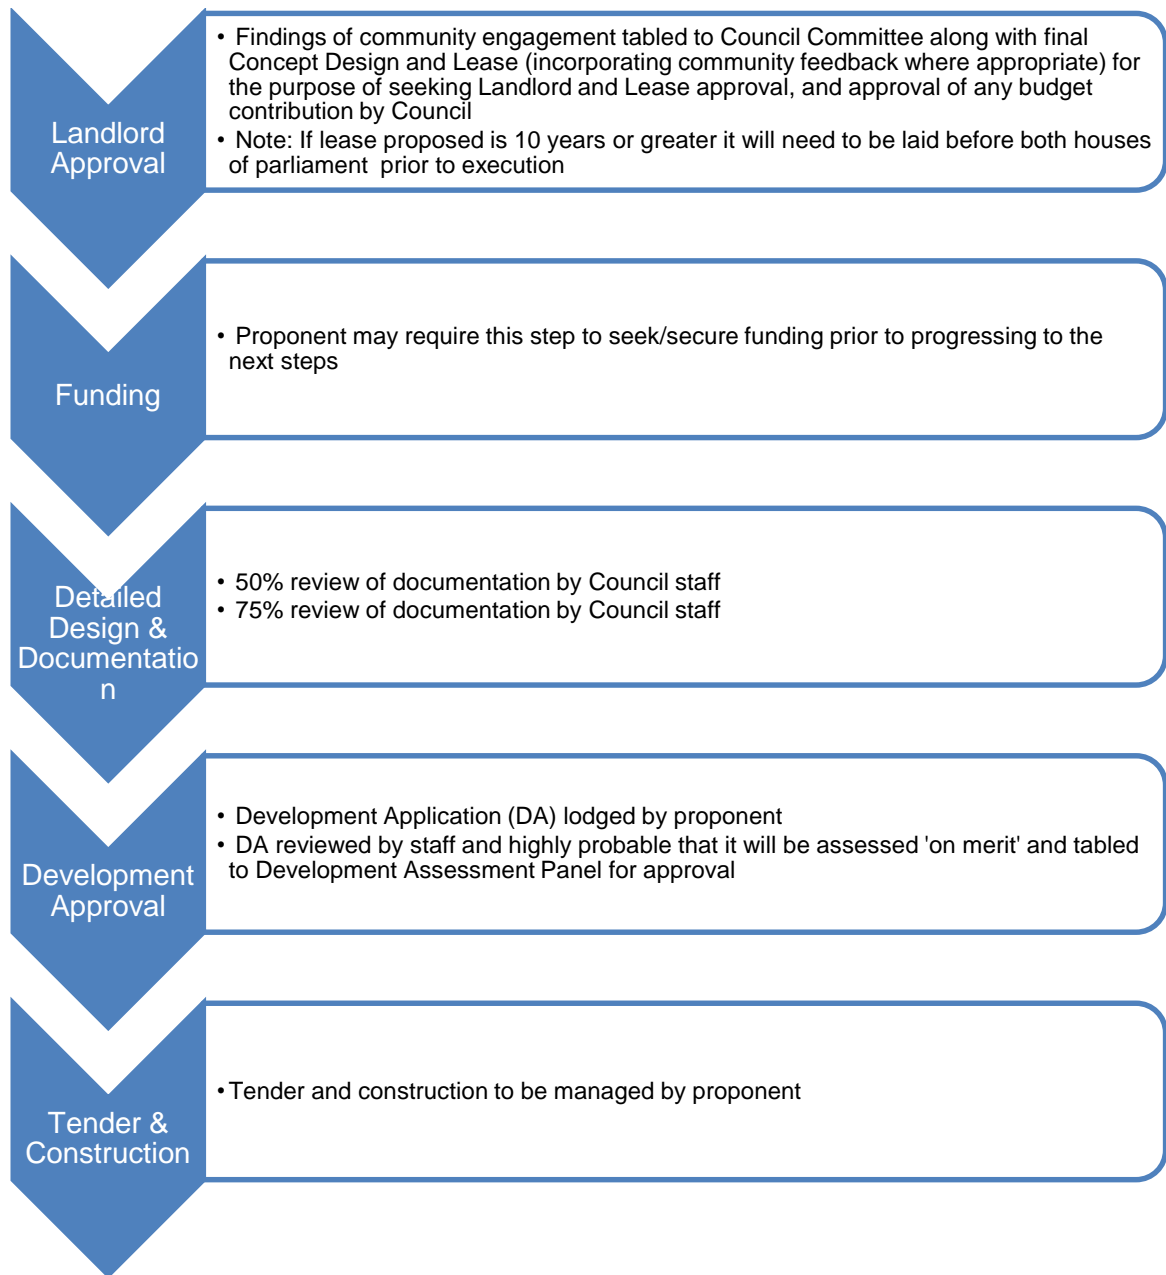 Landlord
Approval
• Findings of community engagement tabled to Council Committee along with final
Concept Design and Lease (incorporating community feedback where appropriate) for
the purpose of seeking Landlord and Lease approval, and approval of any budget
contribution by Council
• Note: If lease proposed is 10 years or greater it will need to be laid before both houses
of parliament prior to execution
Funding
• Proponent may require this step to seek/secure funding prior to progressing to the
next steps
Detailed
Design &
Documentatio
n
• 50% review of documentation by Council staff
• 75% review of documentation by Council staff
Development
Approval
• Development Application (DA) lodged by proponent
• DA reviewed by staff and highly probable that it will be assessed 'on merit' and tabled
to Development Assessment Panel for approval
Tender &
Construction
• Tender and construction to be managed by proponent